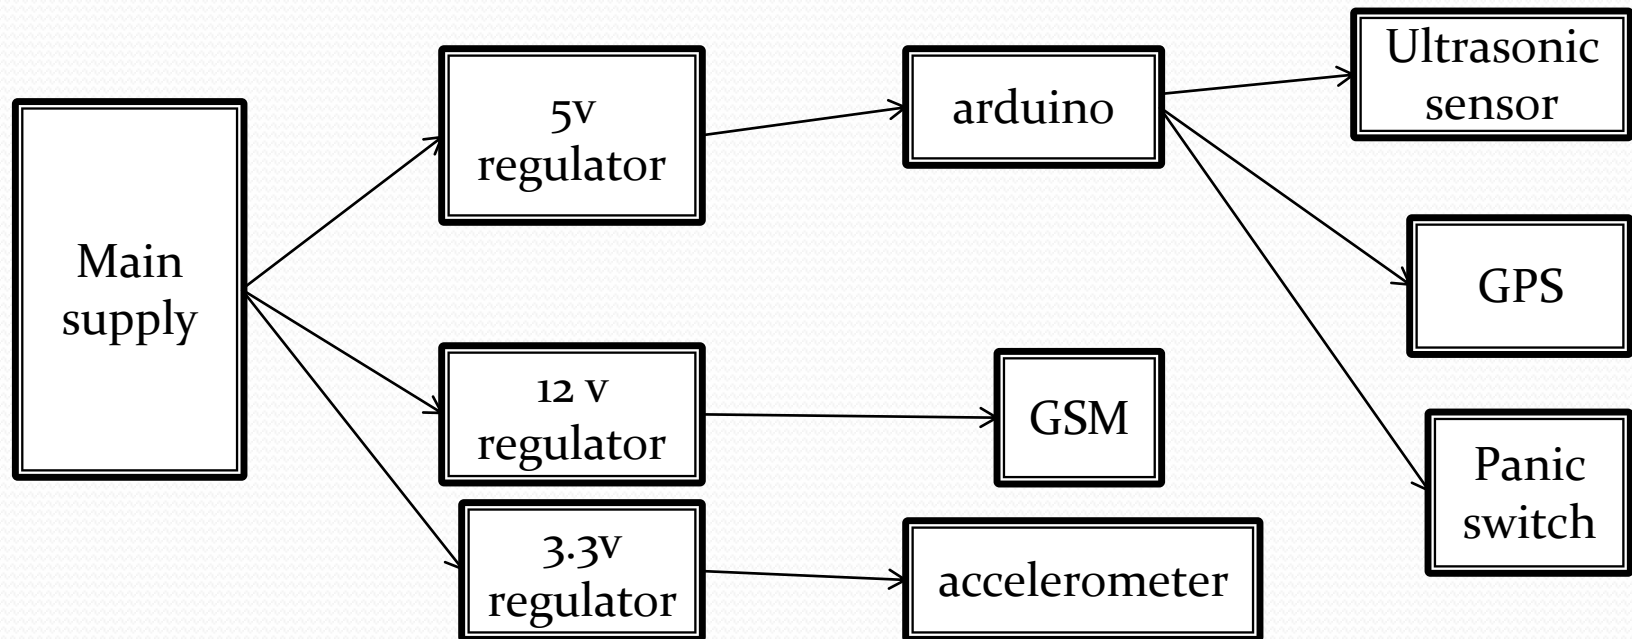 Main
supply
5v
regulator
arduino
Ultrasonic
sensor
GPS
12 v
regulator
GSM
Panic
switch
3.3v
regulator
accelerometer